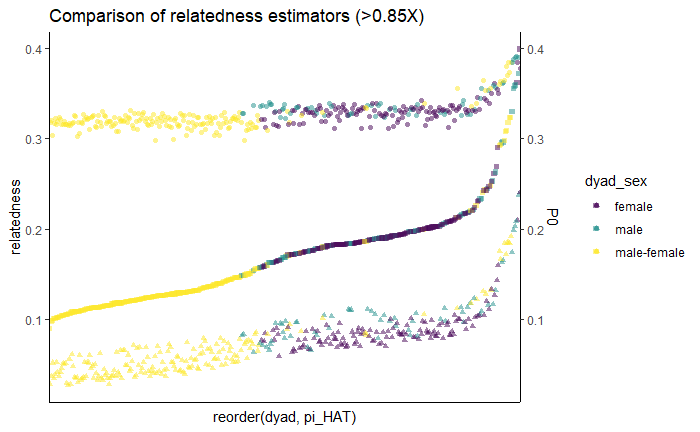 Comparison of relatedness estimators (>0.85X)
0.4
0.3
0.2
0.1
relatedness
0.4
0.3
0.2
0.1
P0
reorder(dyad, pi_HAT)
dyad_sex
female
male
male-female